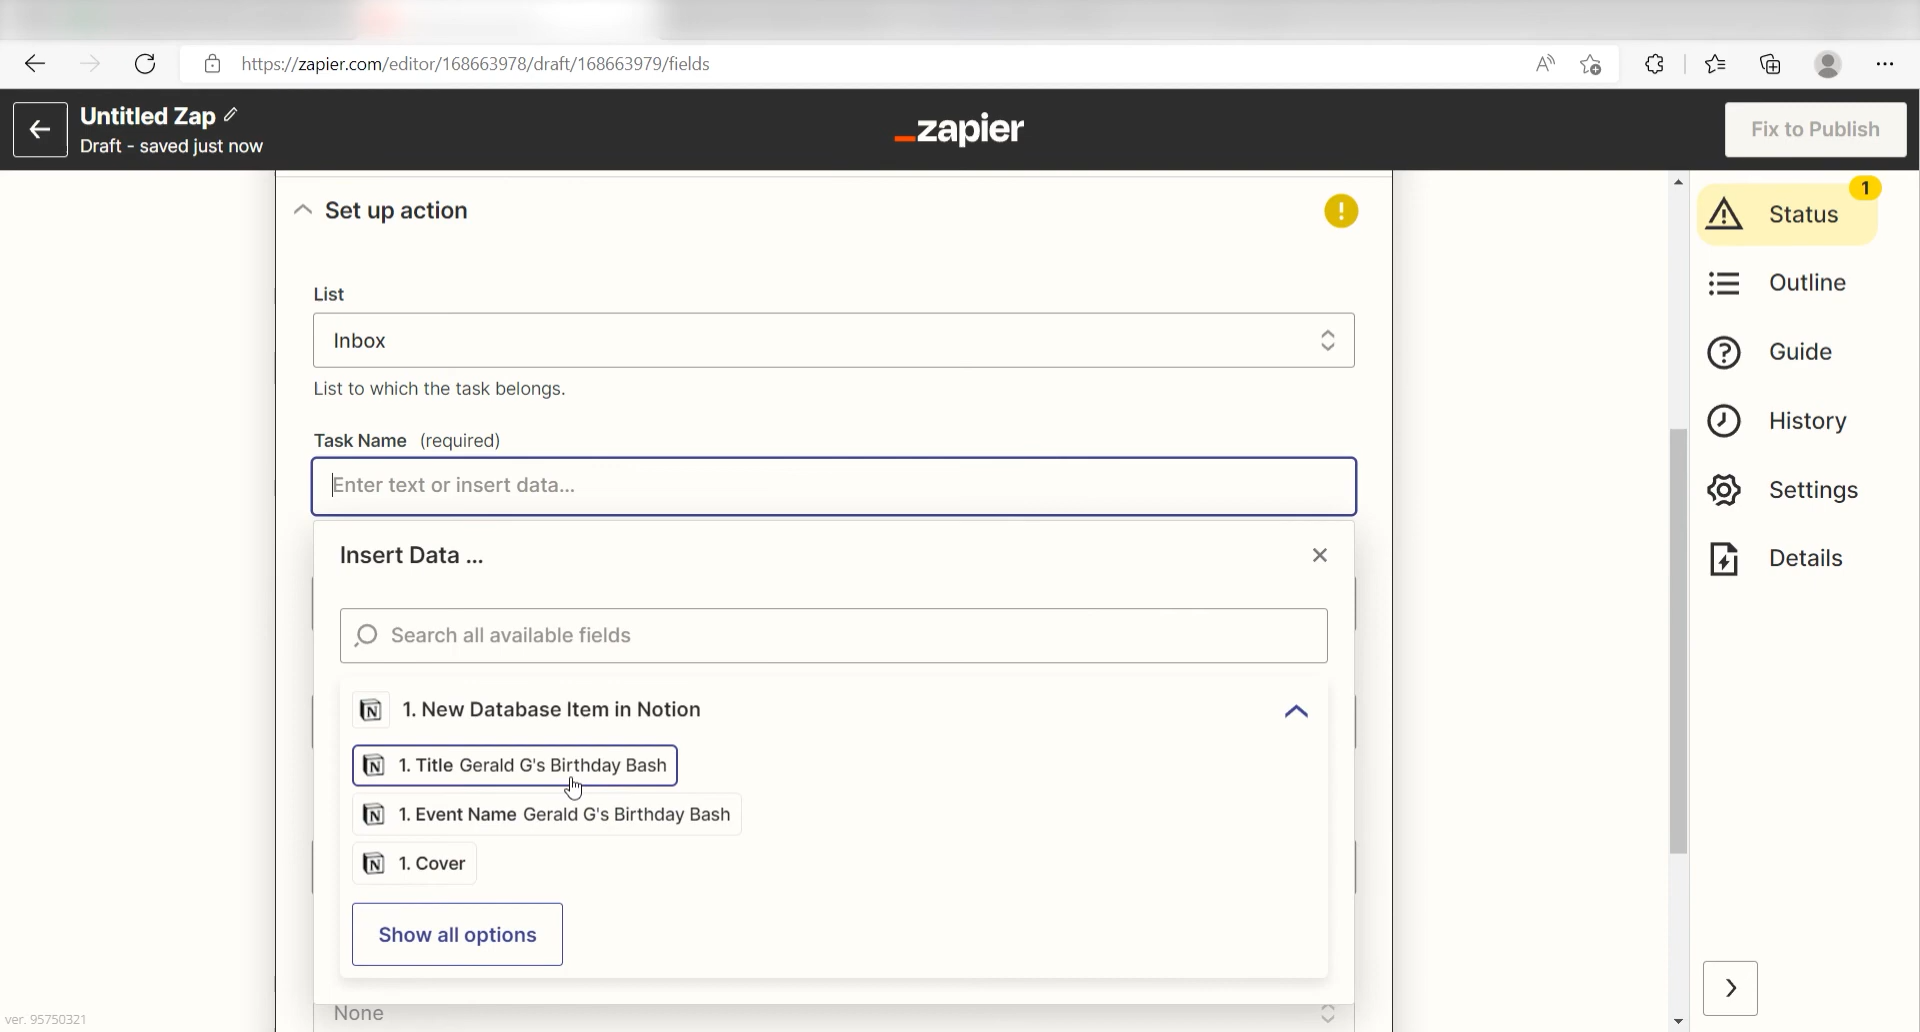 https://zapier.com/editor/168663978/draft/168663979/fields
Untitled Zap
Draft - saved just now
_zapier
Fix to Publish
Set up action
!
List
Inbox
List to which the task belongs.
Task Name (required)
Enter text or insert data...
Insert Data ...
Search all available fields
1. New Database Item in Notion
1. Title Gerald G's Birthday Bash
1. Event Name Gerald G's Birthday Bash
1. Cover
Show all options
None
1
Status
Outline
Guide
History
Settings
Details
ver. 95750321